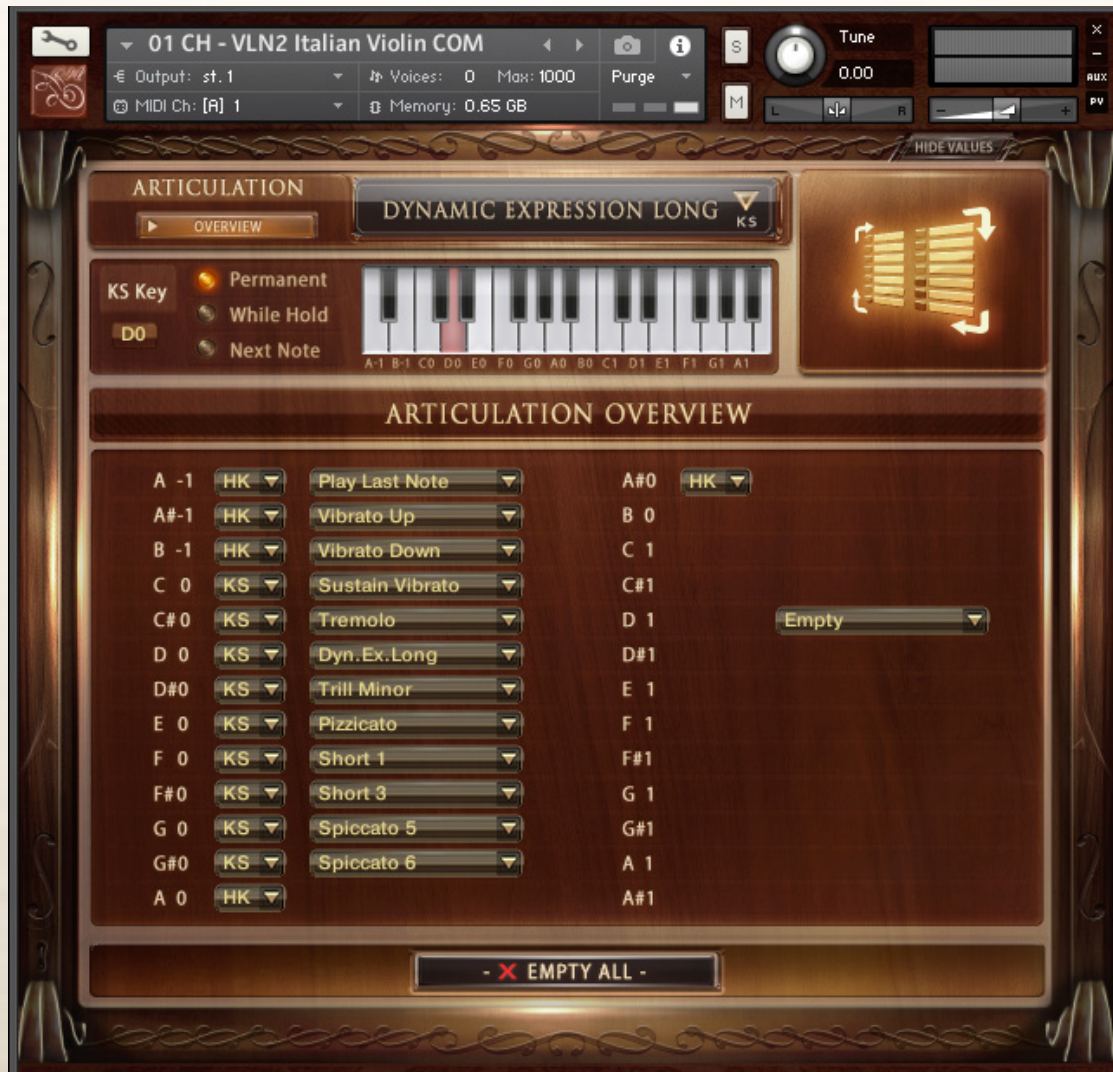 01 CH - VLN2 Italian Violin COM
S
Tune
×
-
Output: st.1
Voices: 0 Max: 1000
Purge
0.00
AUX
MIDI Ch: [A] 1
Memory: 0.65 GB
M
L R
- +
PV
HIDE VALUES
ARTICULATION
OVERVIEW
DYNAMIC EXPRESSION LONG
KS
KS Key
D0
Permanent
While Hold
Next Note
A-1 B-1 C0 D0 E0 F0 G0 A0 B0 C1 D1 E1 F1 G1 A1
ARTICULATION OVERVIEW
A -1 HK Play Last Note
A#-1 HK Vibrato Up
B -1 HK Vibrato Down
C 0 KS Sustain Vibrato
C#0 KS Tremolo
D 0 KS Dyn.Ex.Long
D#0 KS Trill Minor
E 0 KS Pizzicato
F 0 KS Short 1
F#0 KS Short 3
G 0 KS Spiccato 5
G#0 KS Spiccato 6
A 0 HK
A#0 HK
B 0
C 1
C#1
D 1 Empty
D#1
E 1
F 1
F#1
G 1
G#1
A 1
A#1
- X EMPTY ALL -